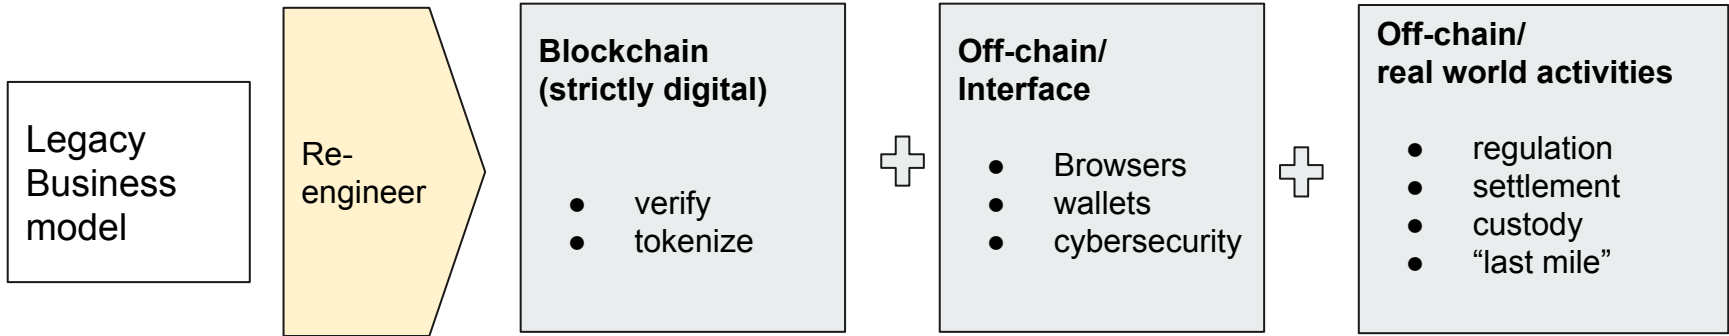 Legacy
Business
model
Re-
engineer
Blockchain
(strictly digital)
● verify
● tokenize
Off-chain/
Interface
● Browsers
● wallets
● cybersecurity
Off-chain/
real world activities
● regulation
● settlement
● custody
● “last mile”